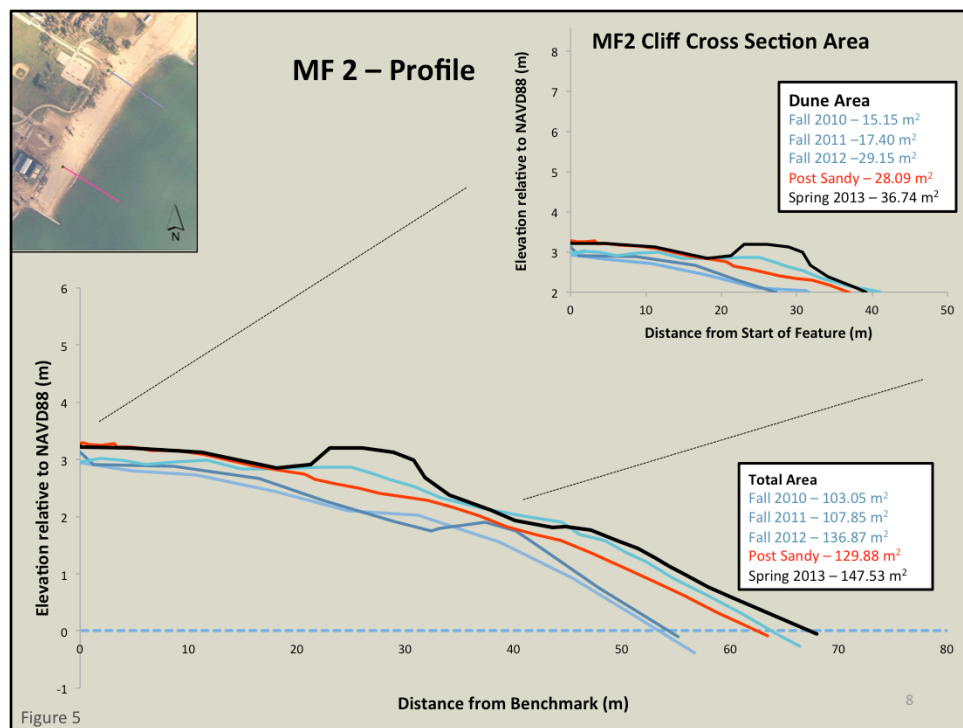 MF 2 – Profile
N
MF2 Cliff Cross Section Area
Elevation relative to NAVD88 (m)
8
7
6
5
4
3
2
0
10
20
30
40
50
Distance from Start of Feature (m)
Dune Area
Fall 2010 – 15.15 m²
Fall 2011 –17.40 m²
Fall 2012 –29.15 m²
Post Sandy – 28.09 m²
Spring 2013 – 36.74 m²
Elevation relative to NAVD88 (m)
6
5
4
3
2
1
0
-1
0
10
20
30
40
50
60
70
80
Distance from Benchmark (m)
Total Area
Fall 2010 – 103.05 m²
Fall 2011 – 107.85 m²
Fall 2012 – 136.87 m²
Post Sandy –129.88 m²
Spring 2013 – 147.53 m²
8
Figure 5